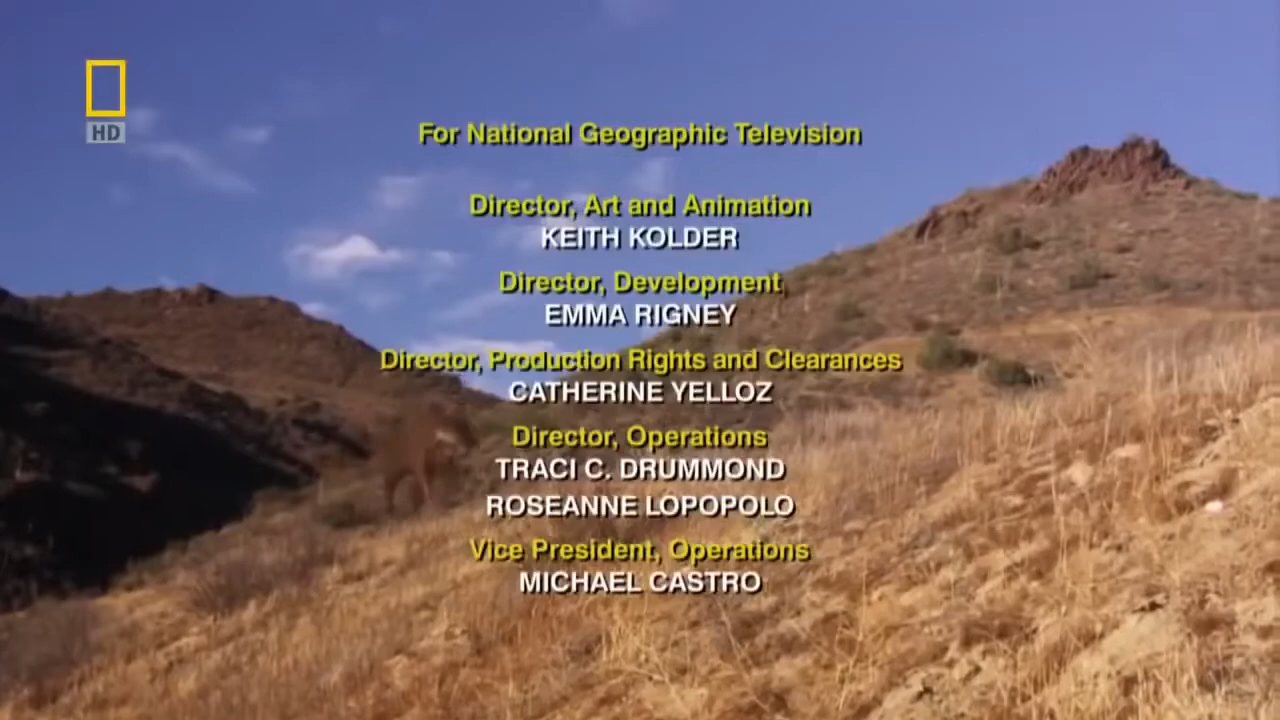 HD
For National Geographic Television
Director, Art and Animation
KEITH KOLDER
Director, Development
EMMA RIGNEY
Director, Production Rights and Clearances
CATHERINE YELLOZ
Director, Operations
TRACI C. DRUMMOND
ROSEANNE LOPOPOLO
Vice President, Operations
MICHAEL CASTRO